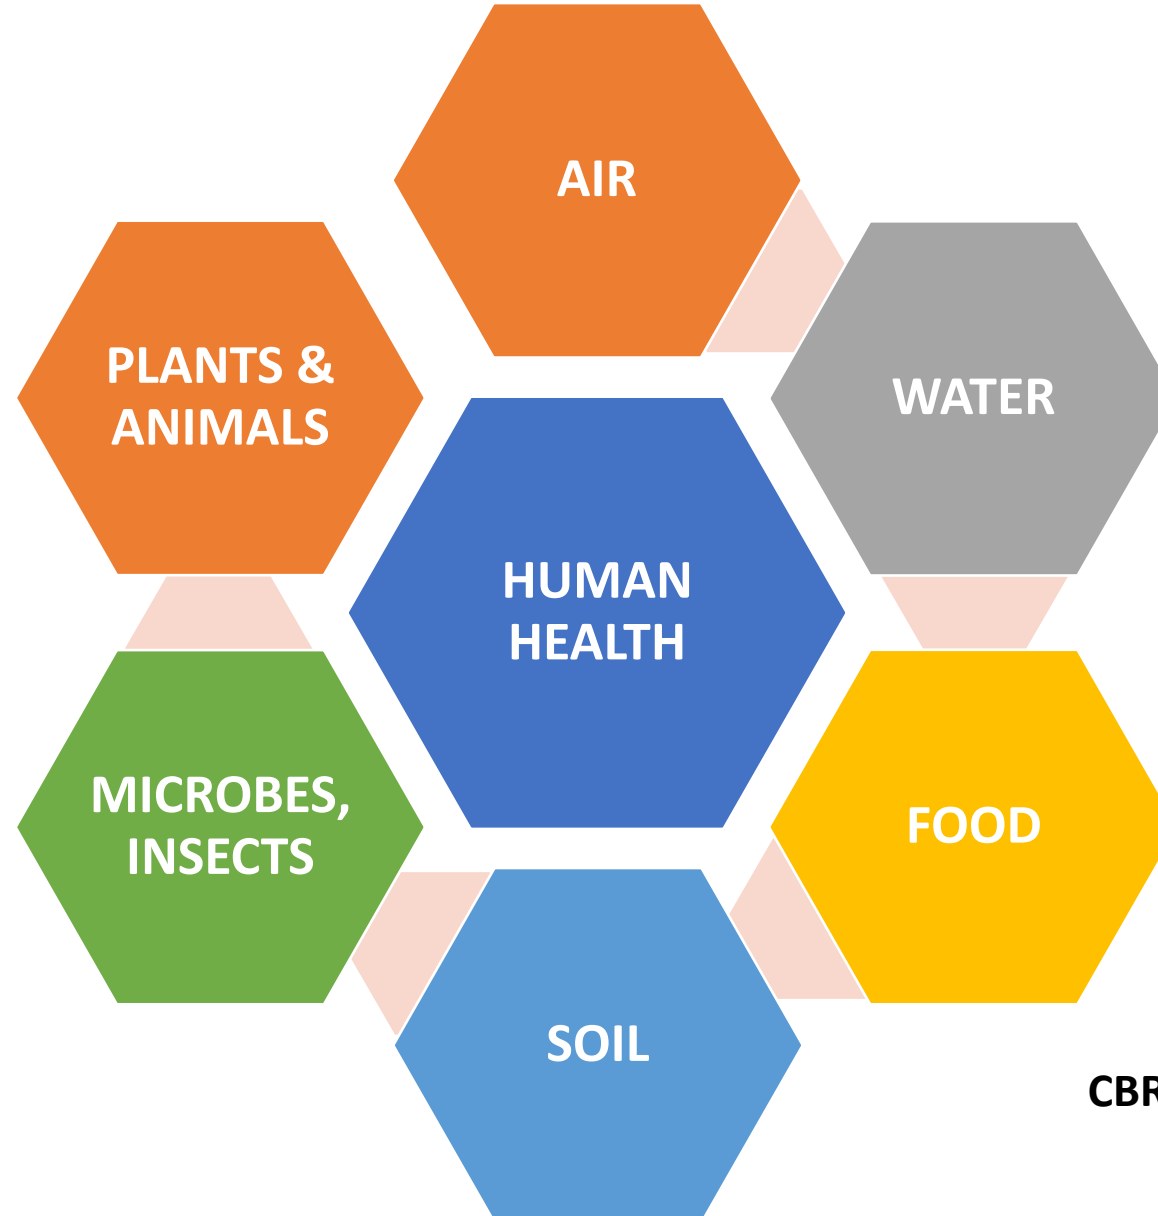 AIR
PLANTS &
ANIMALS
WATER
HUMAN
HEALTH
MICROBES,
INSECTS
FOOD
SOIL
CBR